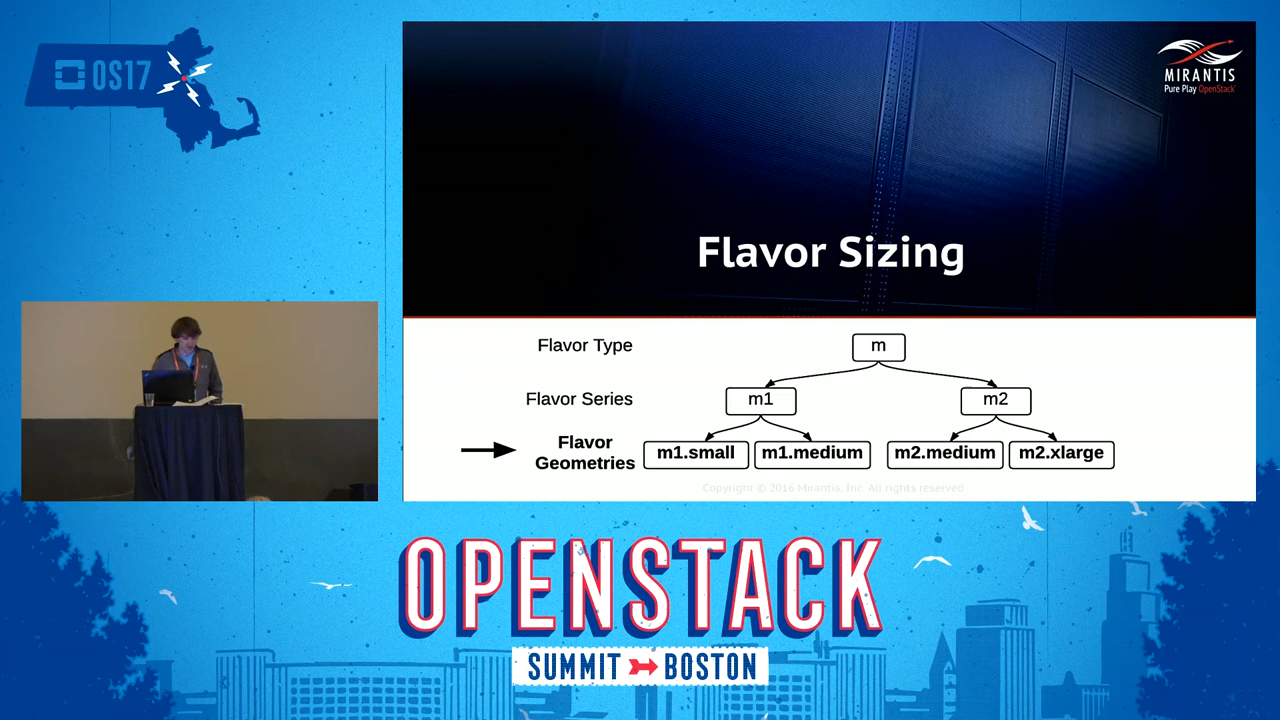 OS17
MIRANTIS
Pure Play OpenStack
Flavor Sizing
Flavor Type
m
Flavor Series
m1
m2
Flavor
Geometries
m1.small
m1.medium
m2.medium
m2.xlarge
Copyright © 2016 Mirantis, Inc. All rights reserved
OPENSTACK
SUMMIT BOSTON